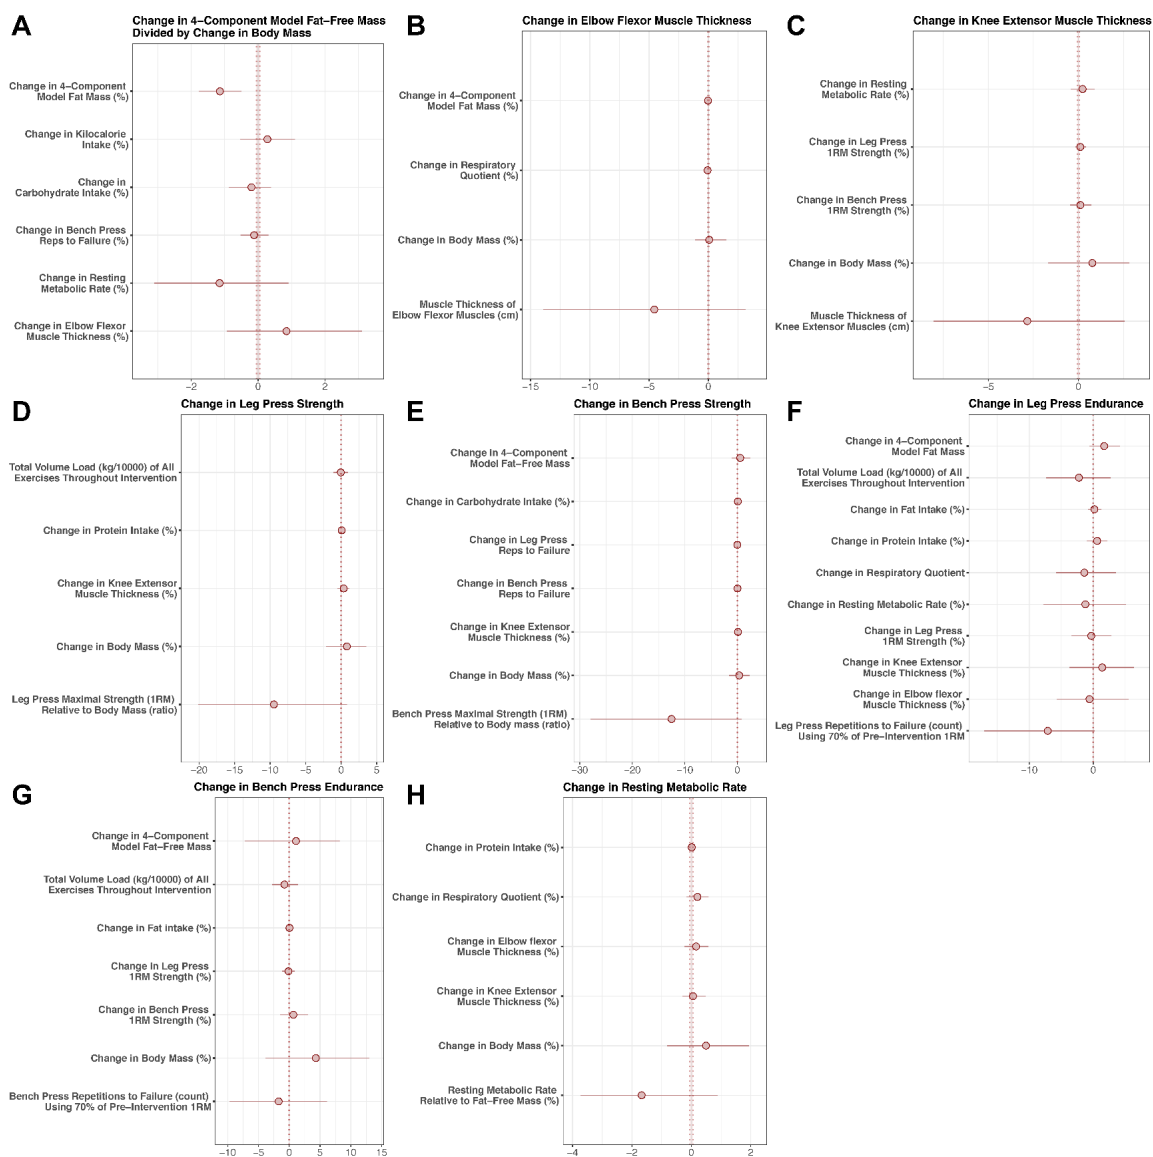 A
Change in 4–Component Model Fat–Free Mass
Divided by Change in Body Mass
Change in 4–Component
Model Fat Mass (%)
Change in Kilocalorie
Intake (%)
Change in
Carbohydrate Intake (%)
Change in Bench Press
Reps to Failure (%)
Change in Resting
Metabolic Rate (%)
Change in Elbow Flexor
Muscle Thickness (%)
−2 0 2
B
Change in Elbow Flexor Muscle Thickness
Change in 4–Component
Model Fat Mass (%)
Change in Respiratory
Quotient (%)
Change in Body Mass (%)
Muscle Thickness of
Elbow Flexor Muscles (cm)
−15 −10 −5 0
C
Change in Knee Extensor Muscle Thickness
Change in Resting
Metabolic Rate (%)
Change in Leg Press
1RM Strength (%)
Change in Bench Press
1RM Strength (%)
Change in Body Mass (%)
Muscle Thickness of
Knee Extensor Muscles (cm)
−5 0
D
Change in Leg Press Strength
Total Volume Load (kg/10000) of All
Exercises Throughout Intervention
Change in Protein Intake (%)
Change in Knee Extensor
Muscle Thickness (%)
Change in Body Mass (%)
Leg Press Maximal Strength (1RM)
Relative to Body Mass (ratio)
−20 −15 −10 −5 0 5
E
Change in Bench Press Strength
Change in 4–Component
Model Fat–Free Mass
Change in Carbohydrate Intake (%)
Change in Leg Press
Reps to Failure
Change in Bench Press
Reps to Failure
Change in Knee Extensor
Muscle Thickness (%)
Change in Body Mass (%)
Bench Press Maximal Strength (1RM)
Relative to Body mass (ratio)
−30 −20 −10 0
F
Change in Leg Press Endurance
Change in 4–Component
Model Fat Mass
Total Volume Load (kg/10000) of All
Exercises Throughout Intervention
Change in Fat Intake (%)
Change in Protein Intake (%)
Change in Respiratory Quotient
Change in Resting Metabolic Rate (%)
Change in Leg Press
1RM Strength (%)
Change in Knee Extensor
Muscle Thickness (%)
Change in Elbow flexor
Muscle Thickness (%)
Leg Press Repetitions to Failure (count)
Using 70% of Pre–Intervention 1RM
−10 0
G
Change in Bench Press Endurance
Change in 4–Component
Model Fat–Free Mass
Total Volume Load (kg/10000) of All
Exercises Throughout Intervention
Change in Fat intake (%)
Change In Leg Press
1RM Strength (%)
Change in Bench Press
1RM Strength (%)
Change in Body Mass (%)
Bench Press Repetitions to Failure (count)
Using 70% of Pre–Intervention 1RM
−10 −5 0 5 10 15
H
Change in Resting Metabolic Rate
Change in Protein Intake (%)
Change in Respiratory Quotient (%)
Change in Elbow flexor
Muscle Thickness (%)
Change in Knee Extensor
Muscle Thickness (%)
Change in Body Mass (%)
Resting Metabolic Rate
Relative to Fat–Free Mass (%)
−4 −2 0 2